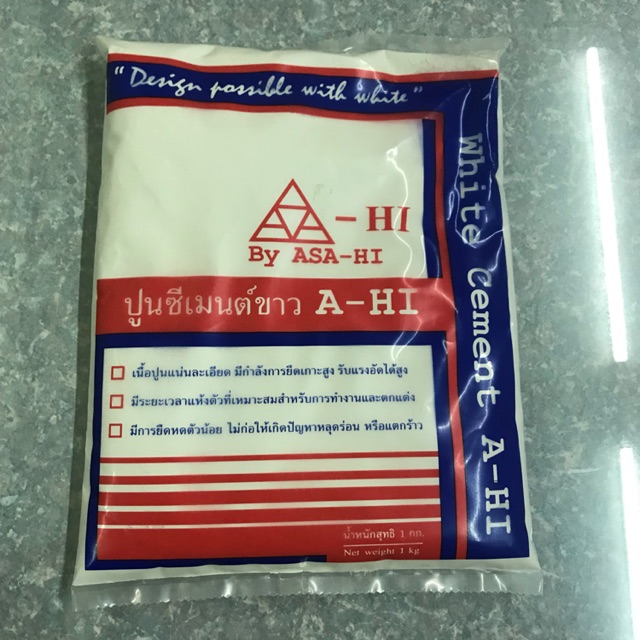 "Design possible with white"
-HI
By ASA-HI
ปูนซีเมนต์ขาว A-HI
เนื้อปูนแน่นละเอียด มีกำลังการยึดเกาะสูง รับแรงอัดได้สูง
มีระยะเวลาแห้งตัวที่เหมาะสมสำหรับการทำงานและตกแต่ง
มีการยืดหดตัวน้อย ไม่ก่อให้เกิดปัญหาหลุดร่อน หรือแตกร้าว
น้ำหนักสุทธิ 1 กก.
Net weight 1 kg
White Cement A-HI